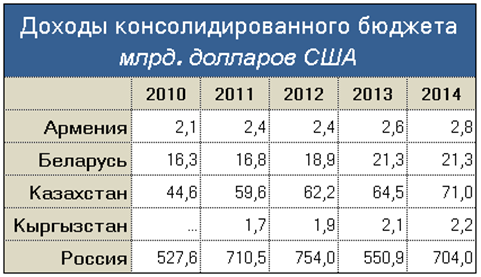 Доходы консолидированного бюджета
млрд. долларов США
2010 2011 2012 2013 2014
Армения 2,1 2,4 2,4 2,6 2,8
Беларусь 16,3 16,8 18,9 21,3 21,3
Казахстан 44,6 59,6 62,2 64,5 71,0
Кыргызстан ... 1,7 1,9 2,1 2,2
Россия 527,6 710,5 754,0 550,9 704,0